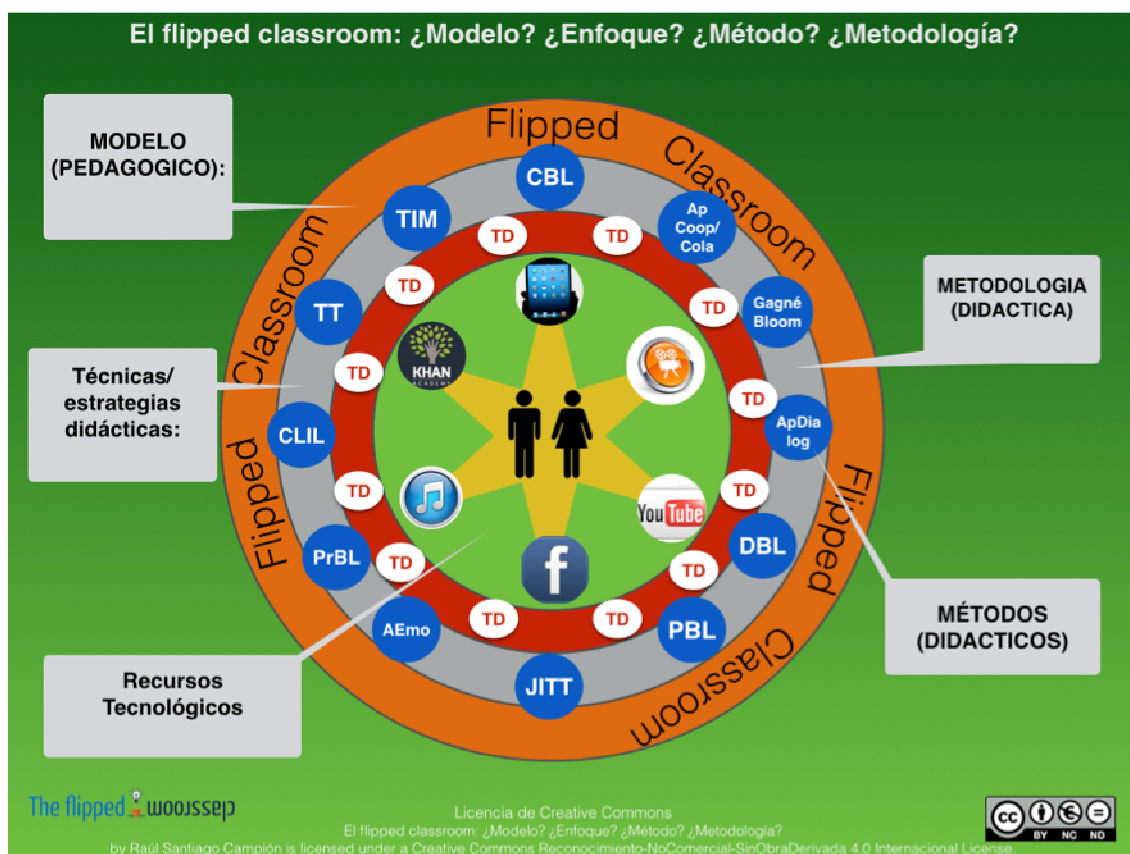 El flipped classroom: ¿Modelo? ¿Enfoque? ¿Método? ¿Metodología?
MODELO
(PEDAGOGICO):
Técnicas/
estrategias
didácticas:
Recursos
Tecnológicos
METODOLOGIA
(DIDACTICA)
MÉTODOS
(DIDACTICOS)
Flipped
Classroom
Flipped
Classroom
Flipped
Classroom
CBL
Ap
Coop/
Cola
Gagné
Bloom
ApDia
log
DBL
PBL
JITT
AEmo
PrBL
CLIL
TT
TIM
TD
TD
TD
TD
TD
TD
TD
TD
TD
TD
TD
TD
KHAN
ACADEMY
YouTube
f
The flipped classroom
Licencia de Creative Commons
El flipped classroom: ¿Modelo? ¿Enfoque? ¿Método? ¿Metodología?
by Raúl Santiago Campión is licensed under a Creative Commons Reconocimiento-NoComercial-SinObraDerivada 4.0 Internacional License.
cc
BY NC ND